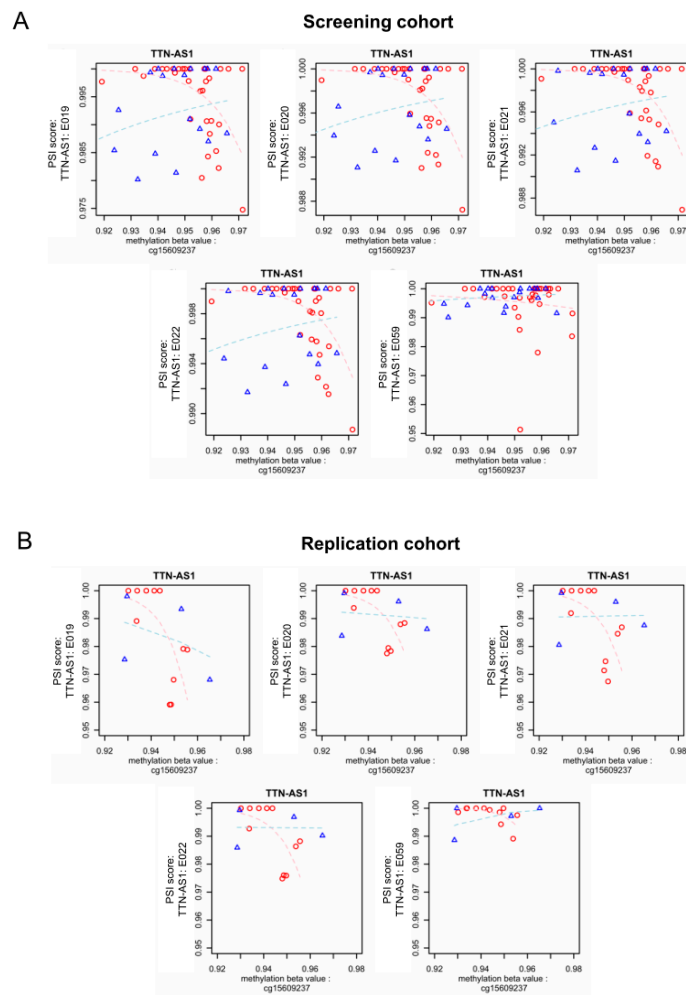 A
Screening cohort
TTN-AS1
TTN-AS1
TTN-AS1
PSI score:
TTN-AS1: E019
0.975 0.985 0.995
0.92 0.93 0.94 0.95 0.96 0.97
methylation beta value :
cg15609237
PSI score:
TTN-AS1: E020
0.988 0.992 0.996 1.000
0.92 0.93 0.94 0.95 0.96 0.97
methylation beta value :
cg15609237
PSI score:
TTN-AS1: E021
0.988 0.992 0.996 1.000
0.92 0.93 0.94 0.95 0.96 0.97
methylation beta value :
cg15609237
TTN-AS1
TTN-AS1
PSI score:
TTN-AS1: E022
0.990 0.994 0.998
0.92 0.93 0.94 0.95 0.96 0.97
methylation beta value :
cg15609237
PSI score:
TTN-AS1: E059
0.95 0.96 0.97 0.98 0.99 1.00
0.92 0.93 0.94 0.95 0.96 0.97
methylation beta value :
cg15609237
B
Replication cohort
TTN-AS1
TTN-AS1
TTN-AS1
PSI score:
TTN-AS1: E019
0.95 0.96 0.97 0.98 0.99 1.00
0.92 0.94 0.96 0.98
methylation beta value :
cg15609237
PSI score:
TTN-AS1: E020
0.95 0.96 0.97 0.98 0.99 1.00
0.92 0.94 0.96 0.98
methylation beta value :
cg15609237
PSI score:
TTN-AS1: E021
0.95 0.96 0.97 0.98 0.99 1.00
0.92 0.94 0.96 0.98
methylation beta value :
cg15609237
TTN-AS1
TTN-AS1
PSI score:
TTN-AS1: E022
0.95 0.96 0.97 0.98 0.99 1.00
0.92 0.94 0.96 0.98
methylation beta value :
cg15609237
PSI score:
TTN-AS1: E059
0.95 0.96 0.97 0.98 0.99 1.00
0.92 0.94 0.96 0.98
methylation beta value :
cg15609237